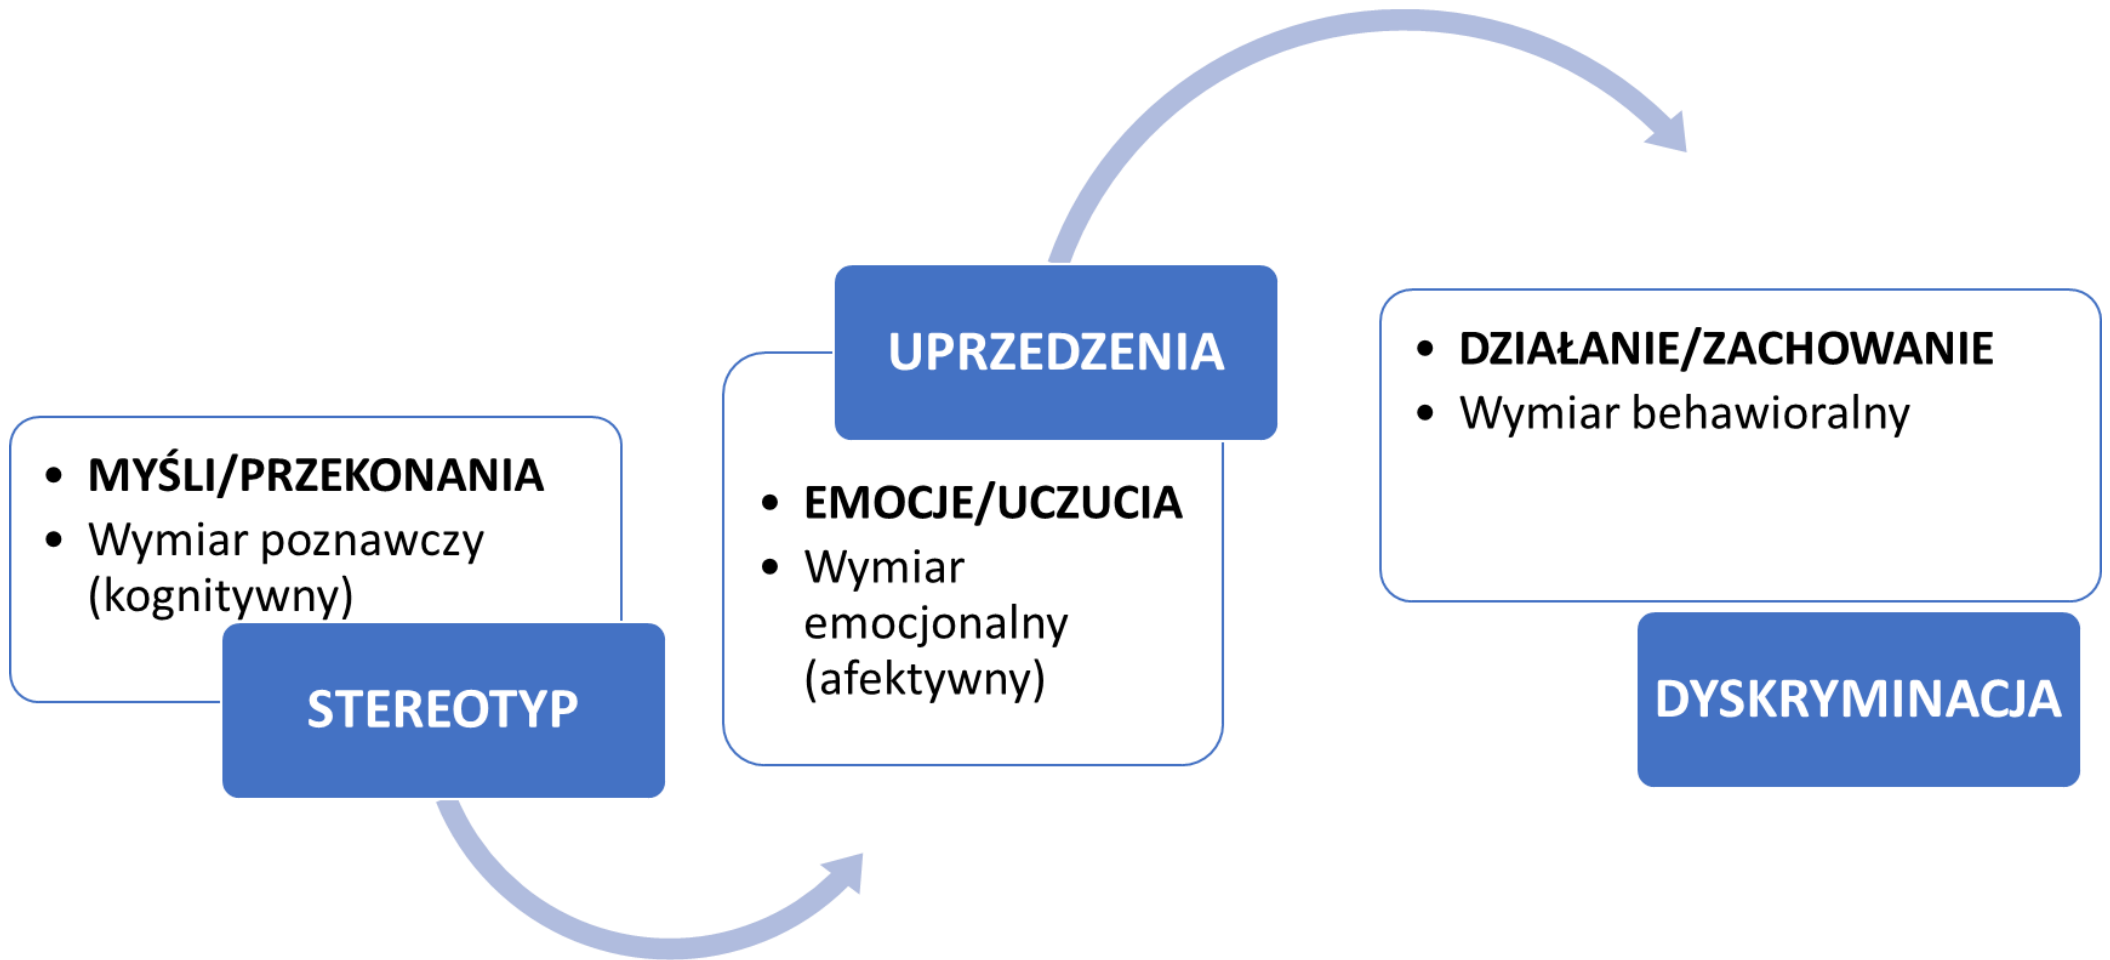 • MYŚLI/PRZEKONANIA
• Wymiar poznawczy
(kognitywny)
STEREOTYP
UPRZEDZENIA
• EMOCJE/UCZUCIA
• Wymiar
emocjonalny
(afektywny)
• DZIAŁANIE/ZACHOWANIE
• Wymiar behawioralny
DYSKRYMINACJA